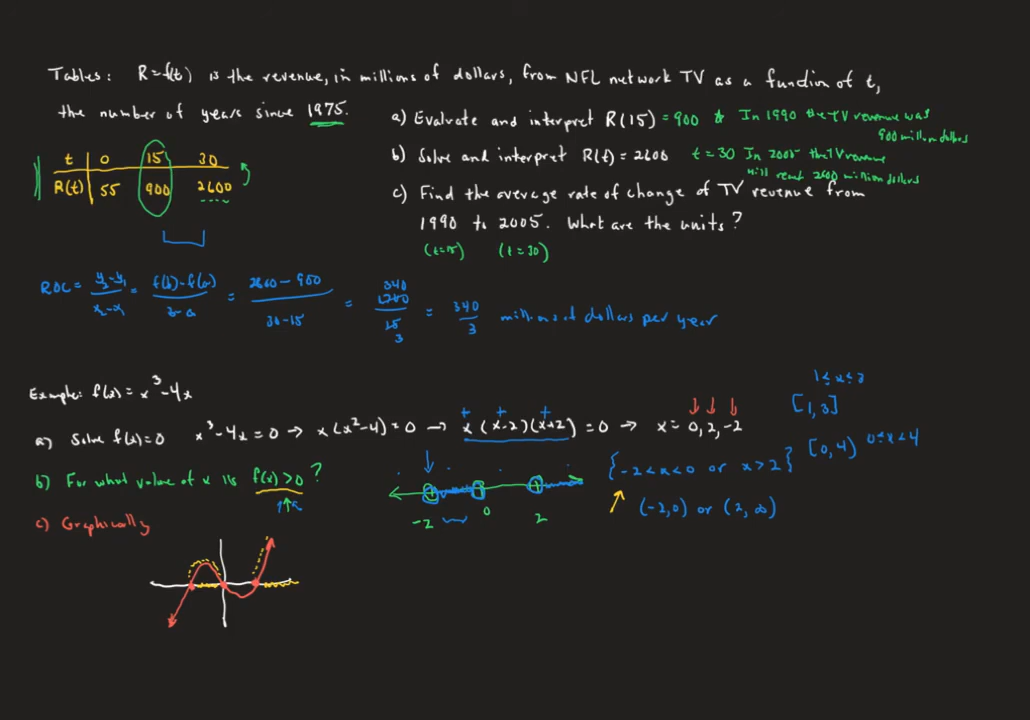 Tables: R=f(t) is the revenue, in millions of dollars, from NFL network TV as a function of t,
the number of years since 1975.
t | 0 | 15 | 30
R(t) | 55 | 900 | 2600
a) Evaluate and interpret R(15) = 900 * In 1990 the TV revenue was
900 million dollars
b) Solve and interpret R(t) = 2600 t=30 In 2005 the TV revenue
will reach 2600 million dollars
c) Find the average rate of change of TV revenue from
1990 to 2005. What are the units?
(t=15) (t=30)
ROC = (y₂-y₁)/(x₂-x₁) = (f(b)-f(a))/(b-a) = (2600-900)/(30-15) = 340 1700/15 3 = 340/3 millions of dollars per year
Example: f(x) = x³-4x
a) Solve f(x)=0 x³-4x=0 → x(x²-4)=0 → x(x-2)(x+2)=0 → x=0,2,-2
+ + +
b) For what value of x is f(x)>0?
-2 0 2
{-2<x<0 or x>2}
(-2,0) or (2,∞)
1≤x≤3
[1,3]
[0,4) 0≤x<4
c) Graphically